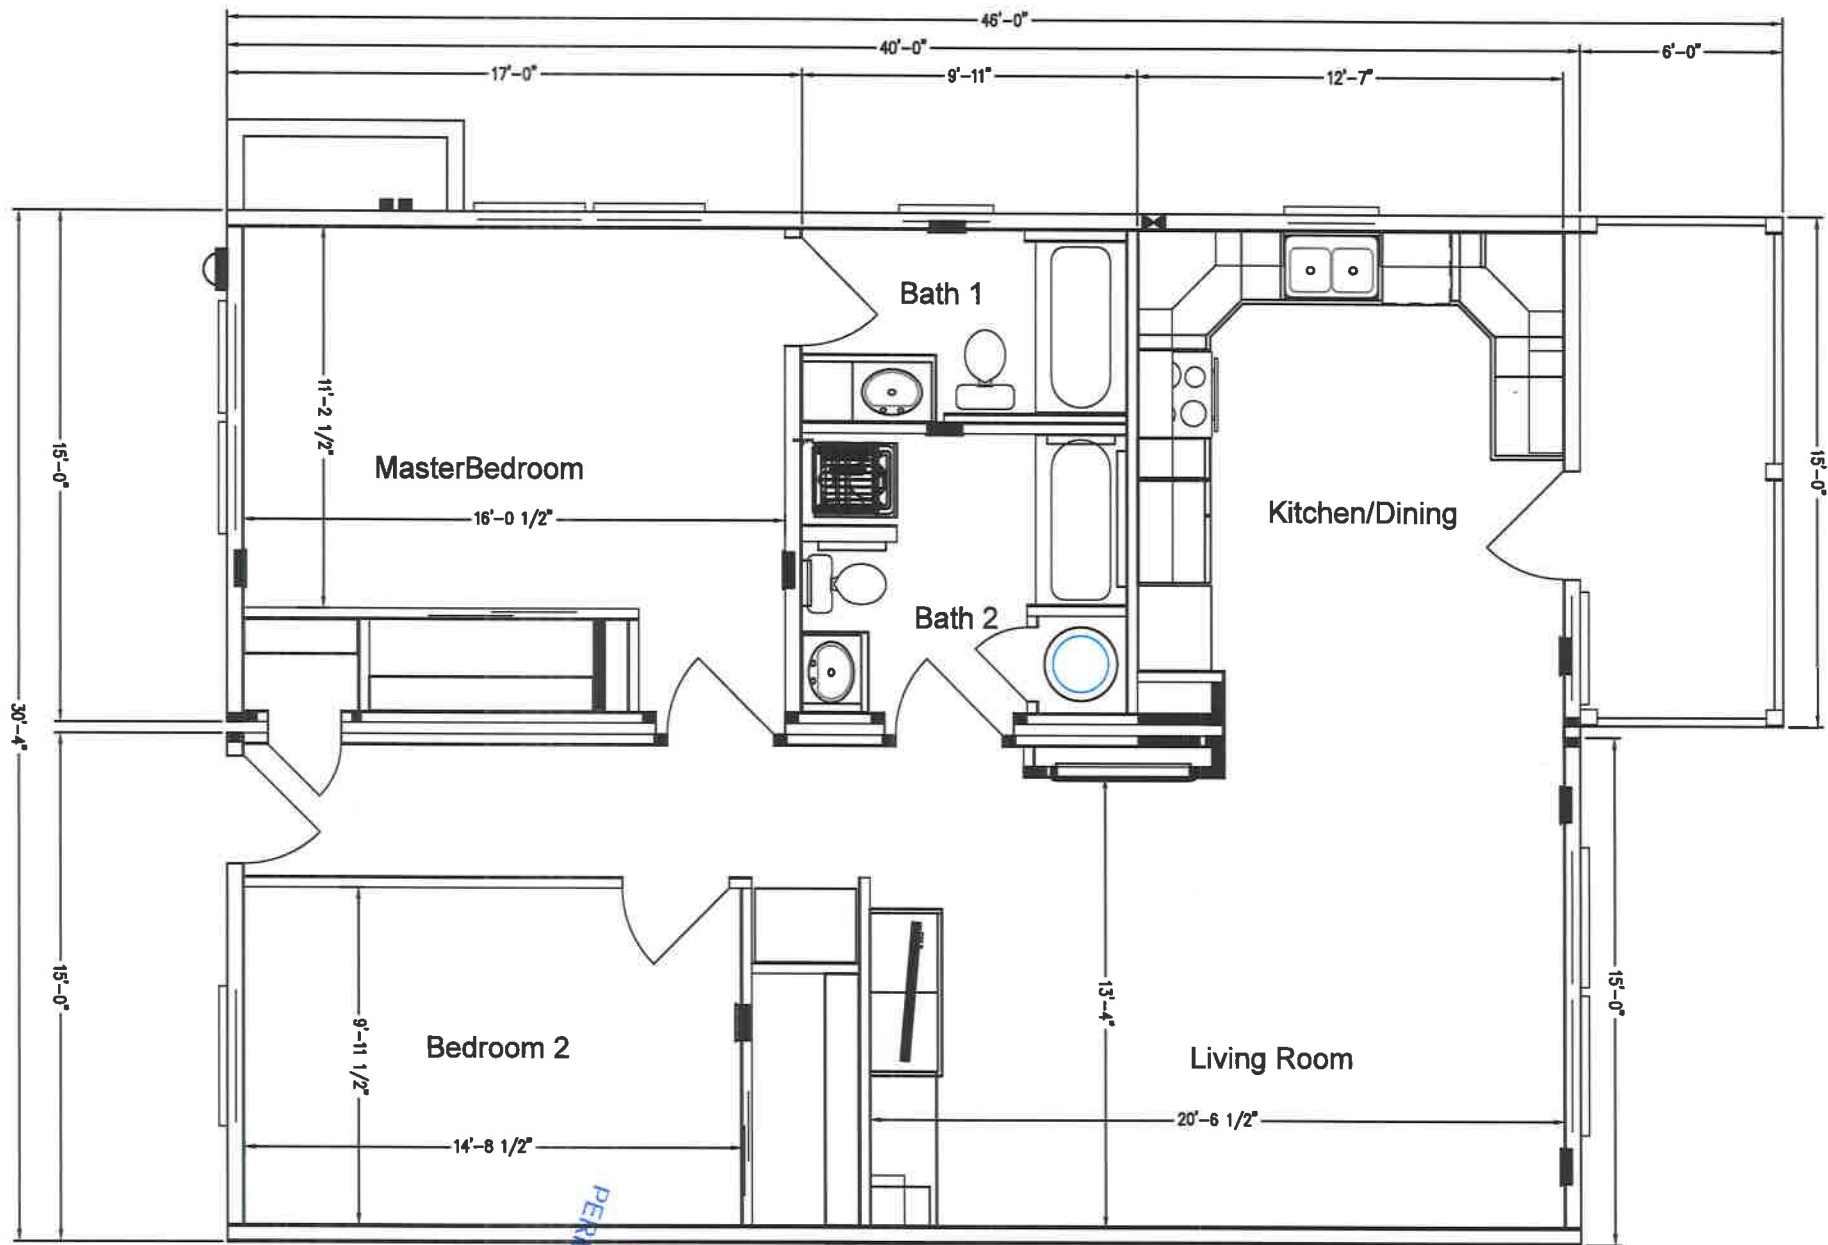 46'-0"
40'-0"
6'-0"
17'-0"
9'-11"
12'-7"
Bath 1
11'-2 1/2"
15'-0"
15'-0"
MasterBedroom
16'-0 1/2"
Kitchen/Dining
Bath 2
30'-4"
15'-0"
9'-11 1/2"
Bedroom 2
13'-4"
15'-0"
Living Room
20'-6 1/2"
14'-8 1/2"